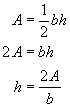 A = 1/2 bh
2A = bh
h = 2A/b